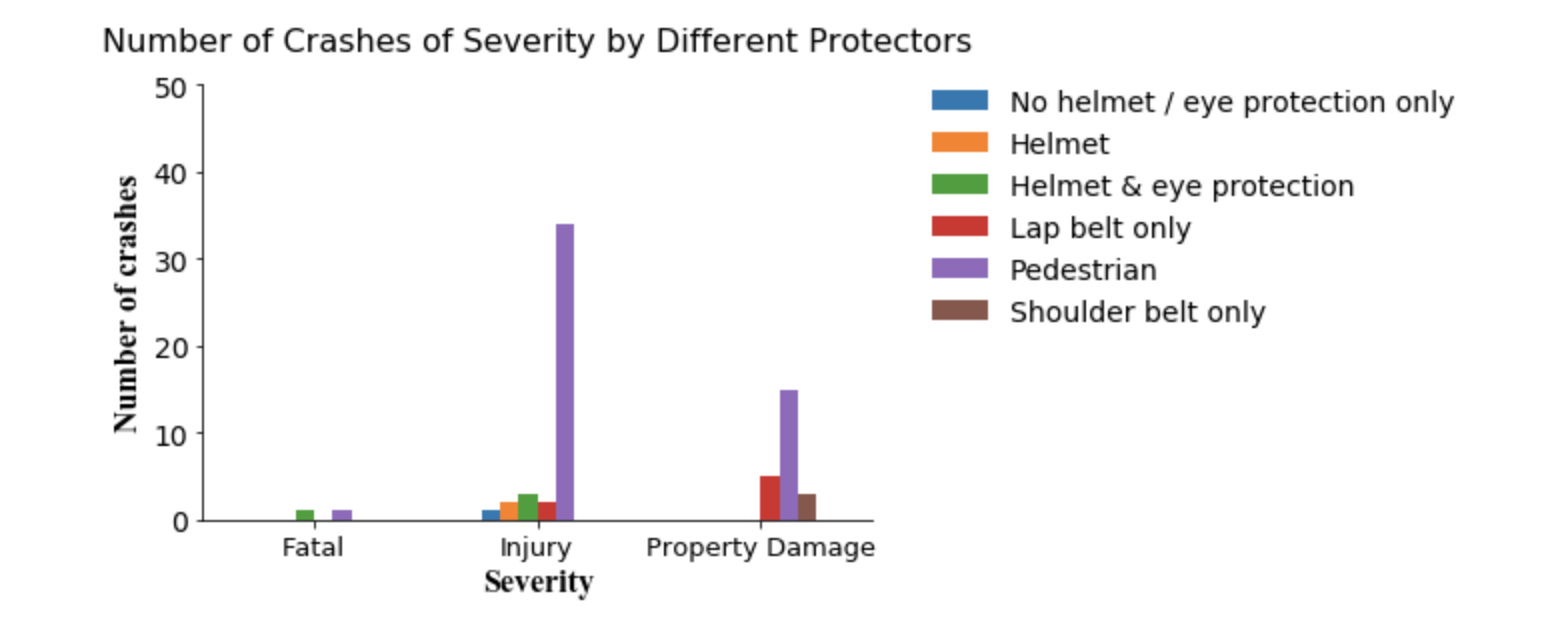 Number of Crashes of Severity by Different Protectors
50
40
30
20
10
0
Number of crashes
Fatal
Injury
Property Damage
Severity
No helmet / eye protection only
Helmet
Helmet & eye protection
Lap belt only
Pedestrian
Shoulder belt only